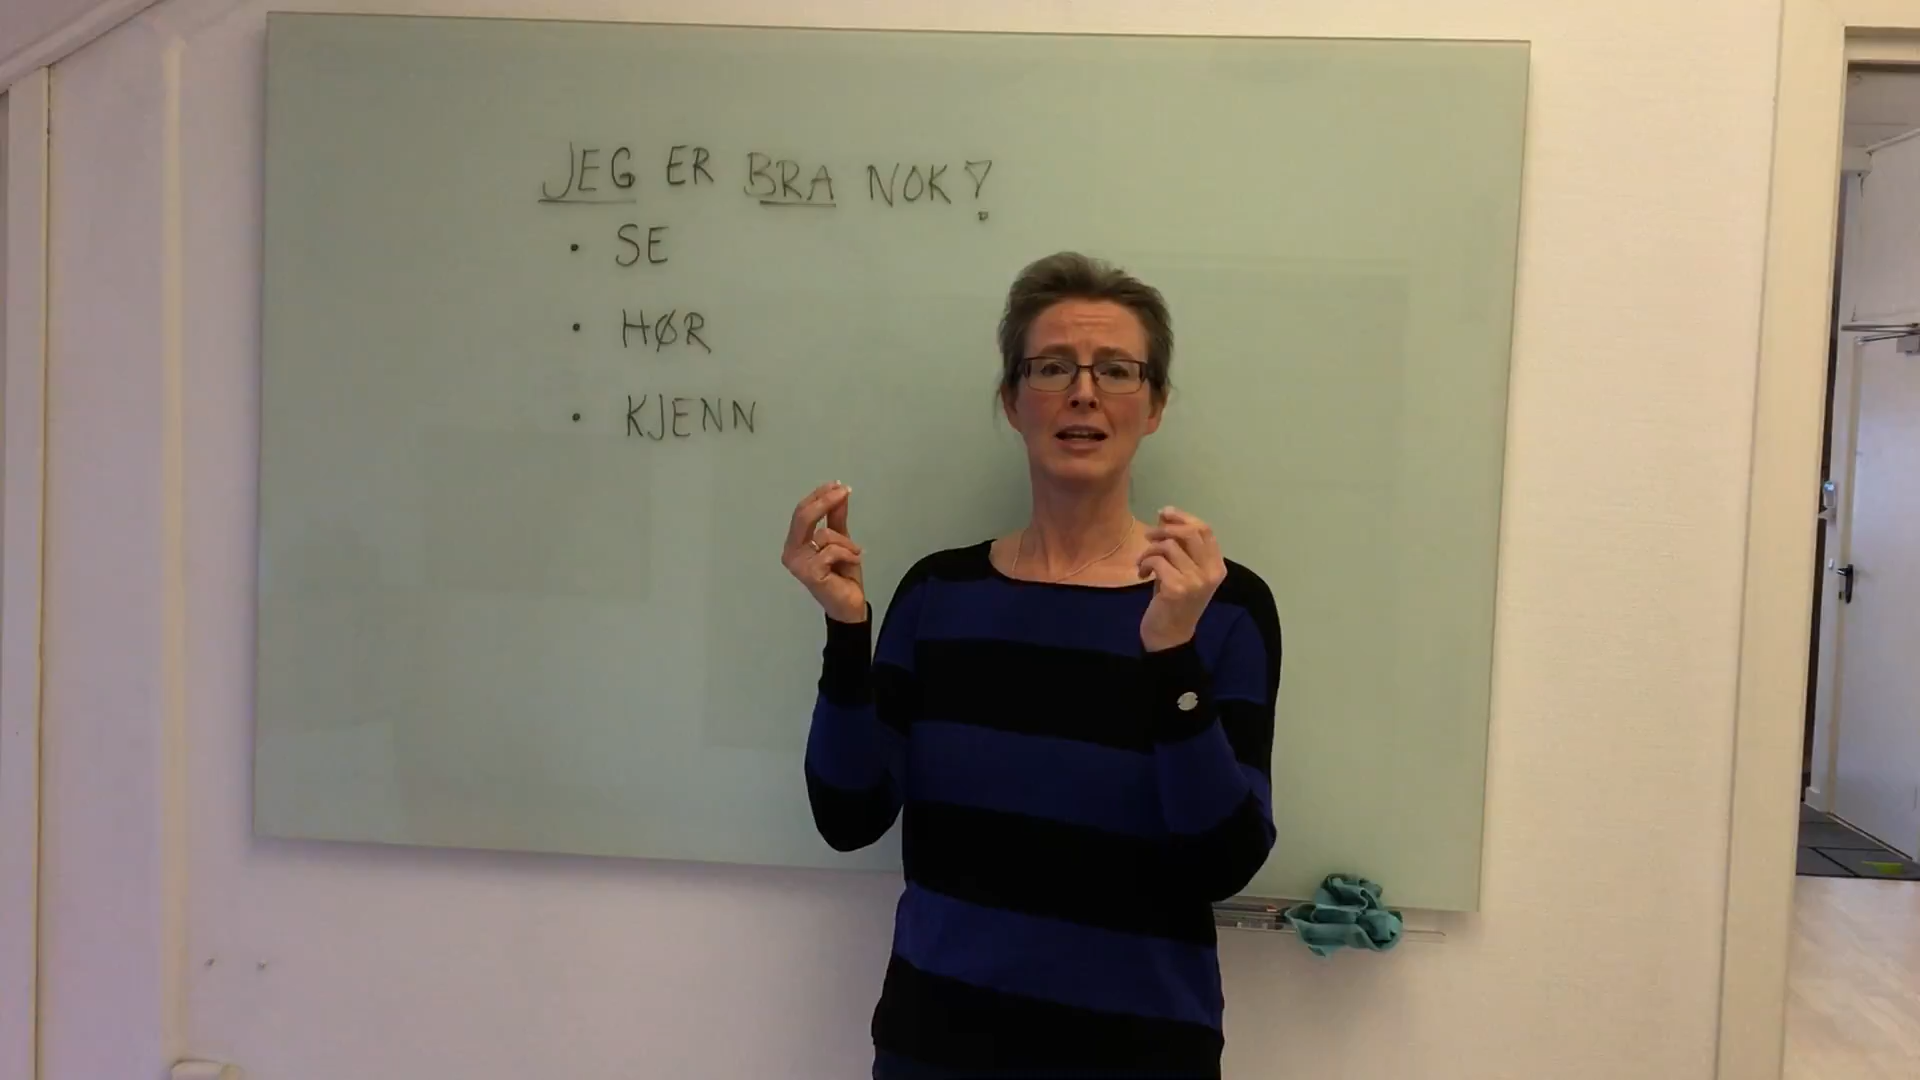 JEG ER BRA NOK!
• SE
• HØR
• KJENN